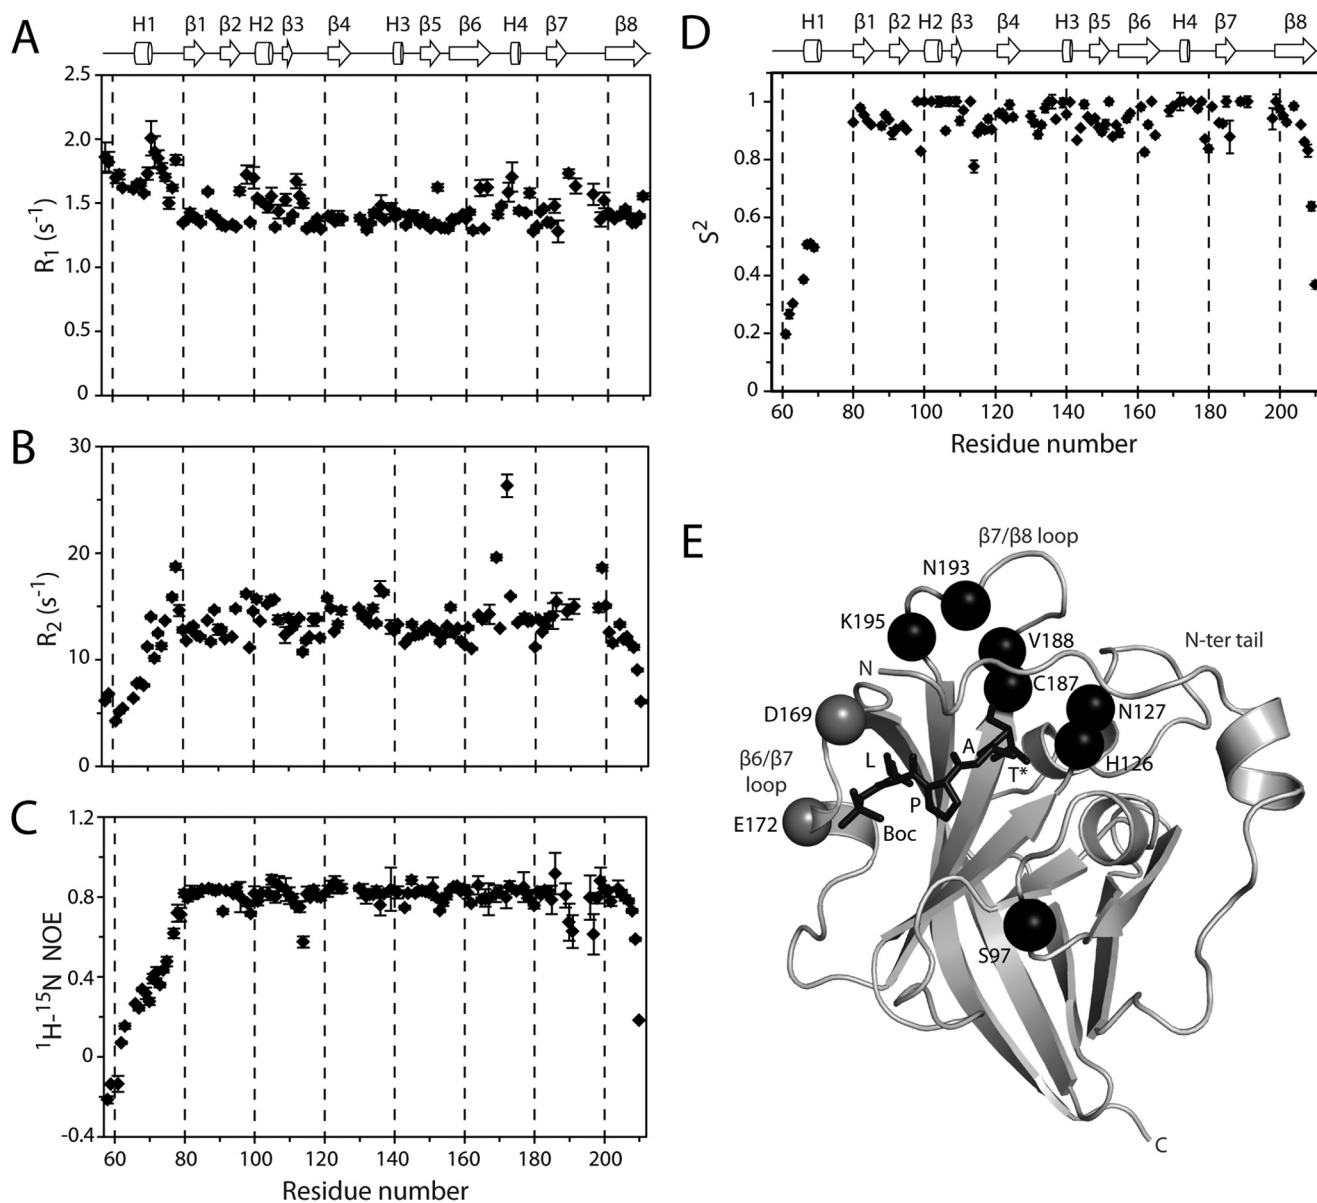 A
H1 β1 β2 H2 β3 β4 H3 β5 β6 H4 β7 β8
2.5
2.0
1.5
1.0
0.5
0
R1 (s-1)
B
30
20
10
0
R2 (s-1)
C
1.2
0.8
0.4
0
-0.4
1H-15N NOE
60 80 100 120 140 160 180 200
Residue number
D
H1 β1 β2 H2 β3 β4 H3 β5 β6 H4 β7 β8
1
0.8
0.6
0.4
0.2
0
S2
60 80 100 120 140 160 180 200
Residue number
E
β7/β8 loop
N193
K195
V188
N-ter tail
N
C187
D169
N127
β6/β7
loop
L
A
H126
T*
P
E172
Boc
S97
C